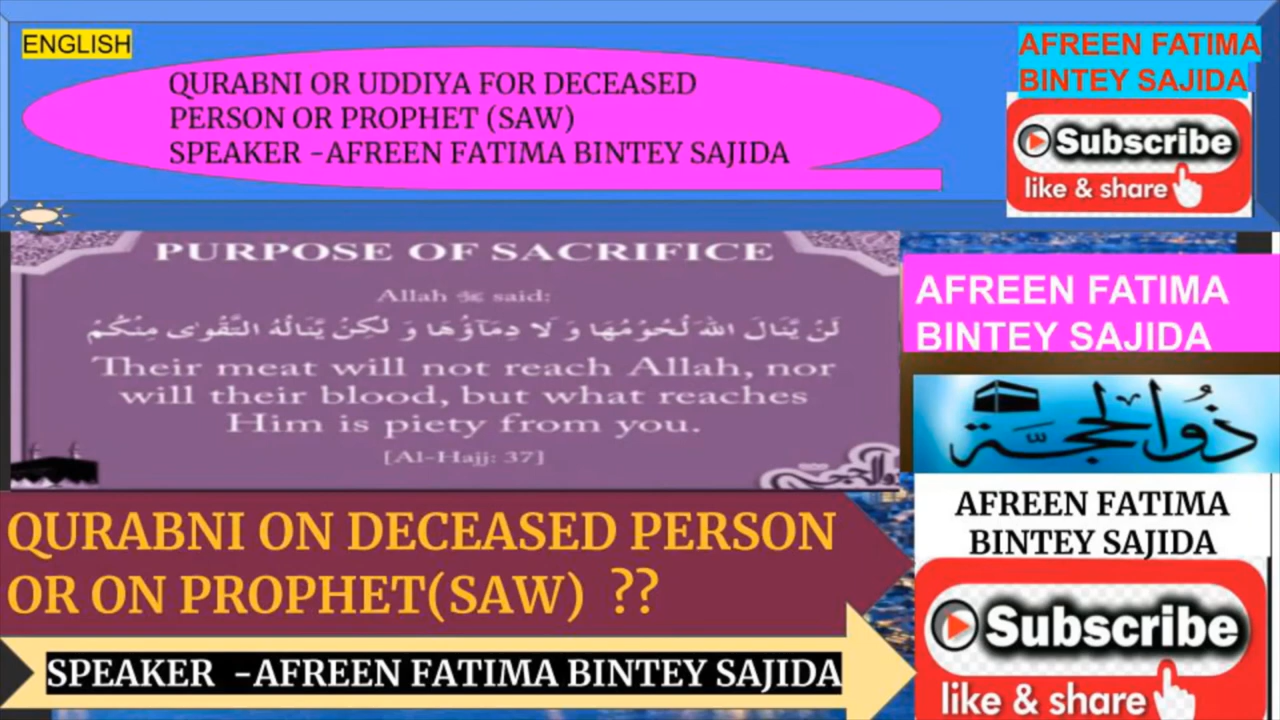 ENGLISH
QURABNI OR UDDIYA FOR DECEASED
PERSON OR PROPHET (SAW)
SPEAKER -AFREEN FATIMA BINTEY SAJIDA
AFREEN FATIMA
BINTEY SAJIDA
Subscribe
like & share
PURPOSE OF SACRIFICE
Allah ﷻ said:
لَنْ يَّنَالَ اللّٰهَ لُحُوْمُهَا وَ لَا دِمَآؤُهَا وَ لٰكِنْ يَّنَالُهُ التَّقْوٰى مِنْكُمْ
Their meat will not reach Allah, nor
will their blood, but what reaches
Him is piety from you.
[Al-Hajj: 37]
AFREEN FATIMA
BINTEY SAJIDA
ذُو الحِجَّة
QURABNI ON DECEASED PERSON
OR ON PROPHET(SAW) ??
SPEAKER -AFREEN FATIMA BINTEY SAJIDA
AFREEN FATIMA
BINTEY SAJIDA
Subscribe
like & share